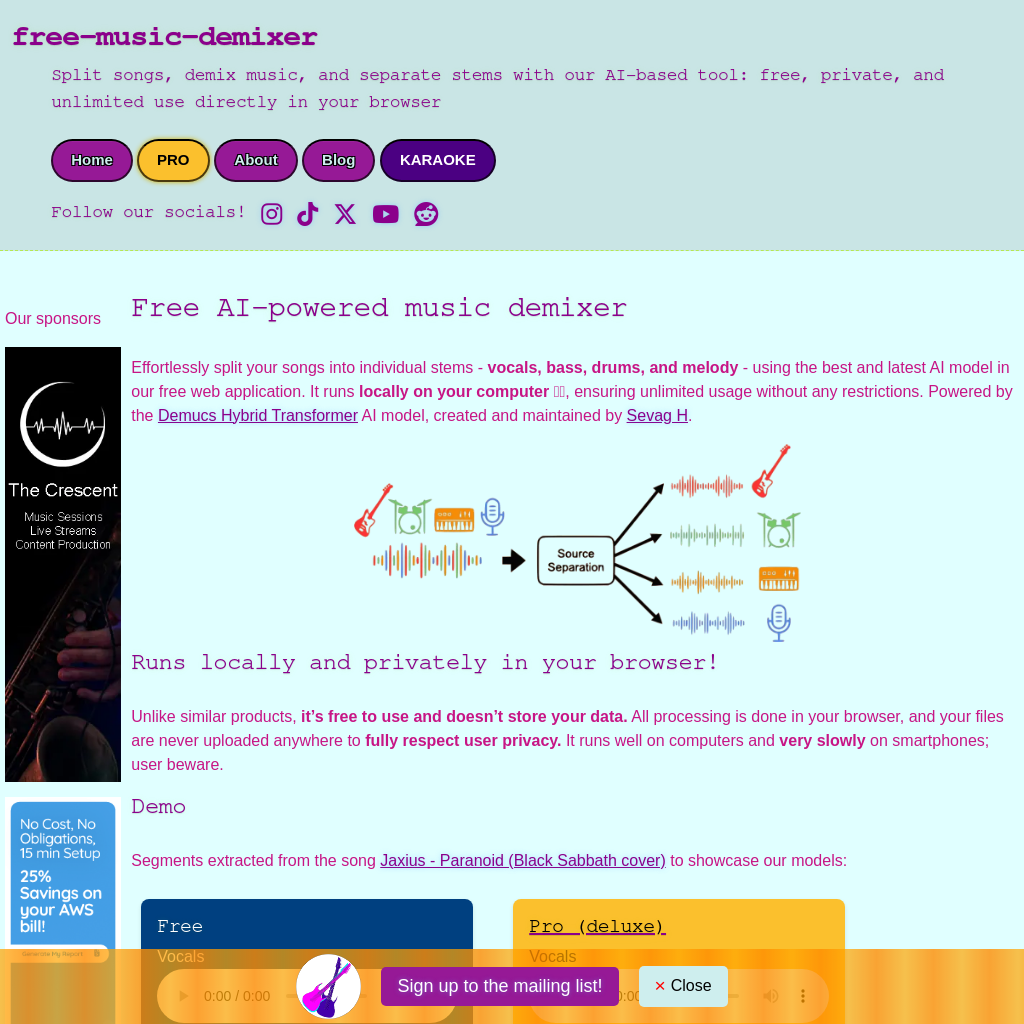 free-music-demixer
Split songs, demix music, and separate stems with our AI-based tool: free, private, and
unlimited use directly in your browser
Home PRO About Blog KARAOKE
Follow our socials!
Our sponsors
The Crescent
Music Sessions
Live Streams
Content Production
No Cost, No
Obligations,
15 min Setup
25%
Savings on
your AWS
bill!
Generate My Report
Free AI-powered music demixer
Effortlessly split your songs into individual stems - vocals, bass, drums, and melody - using the best and latest AI model in
our free web application. It runs locally on your computer, ensuring unlimited usage without any restrictions. Powered by
the Demucs Hybrid Transformer AI model, created and maintained by Sevag H.
Source
Separation
Runs locally and privately in your browser!
Unlike similar products, it’s free to use and doesn’t store your data. All processing is done in your browser, and your files
are never uploaded anywhere to fully respect user privacy. It runs well on computers and very slowly on smartphones;
user beware.
Demo
Segments extracted from the song Jaxius - Paranoid (Black Sabbath cover) to showcase our models:
Free
Vocals
0:00 / 0:00
Pro (deluxe)
Vocals
Sign up to the mailing list!
✕ Close